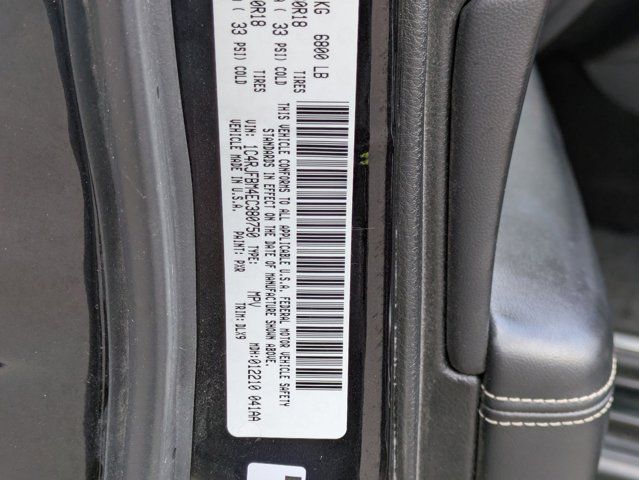 KG 6800 LB
0R18 TIRES
( 33 PSI) COLD
0R18 TIRES
( 33 PSI) COLD
THIS VEHICLE CONFORMS TO ALL APPLICABLE U.S.A. FEDERAL MOTOR VEHICLE SAFETY
STANDARDS IN EFFECT ON THE DATE OF MANUFACTURE SHOWN ABOVE.
VIN: 1C4RJFBM4EC380750 TYPE: MPV MDH:012210 041AA
VEHICLE MADE IN U.S.A. PAINT: PXR TRIM: DLX9